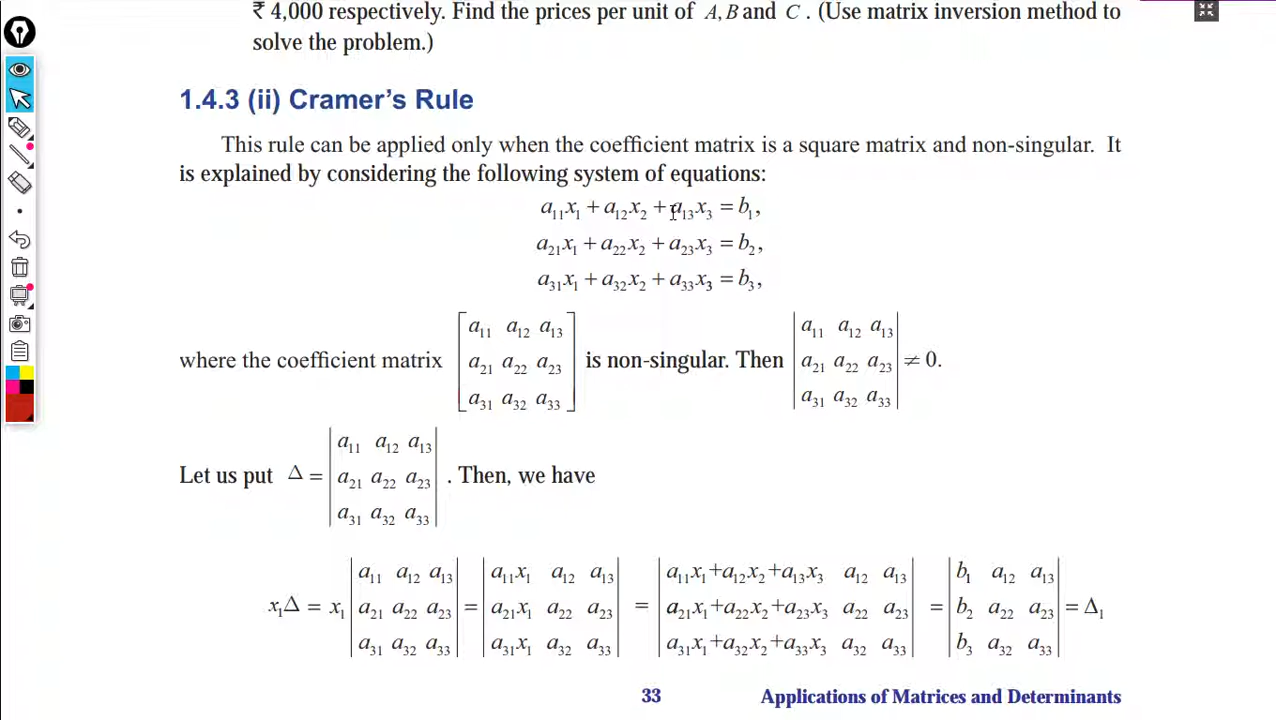 ₹ 4,000 respectively. Find the prices per unit of A, B and C . (Use matrix inversion method to
solve the problem.)
1.4.3 (ii) Cramer’s Rule
This rule can be applied only when the coefficient matrix is a square matrix and non-singular. It
is explained by considering the following system of equations:
a₁₁x₁ + a₁₂x₂ + a₁₃x₃ = b₁,
a₂₁x₁ + a₂₂x₂ + a₂₃x₃ = b₂,
a₃₁x₁ + a₃₂x₂ + a₃₃x₃ = b₃,
a₁₁ a₁₂ a₁₃ a₁₁ a₁₂ a₁₃
where the coefficient matrix a₂₁ a₂₂ a₂₃ is non-singular. Then a₂₁ a₂₂ a₂₃ ≠ 0.
a₃₁ a₃₂ a₃₃ a₃₁ a₃₂ a₃₃
a₁₁ a₁₂ a₁₃
Let us put Δ = a₂₁ a₂₂ a₂₃ . Then, we have
a₃₁ a₃₂ a₃₃
a₁₁ a₁₂ a₁₃ a₁₁x₁ a₁₂ a₁₃ a₁₁x₁+a₁₂x₂+a₁₃x₃ a₁₂ a₁₃ b₁ a₁₂ a₁₃
x₁Δ = x₁ a₂₁ a₂₂ a₂₃ = a₂₁x₁ a₂₂ a₂₃ = a₂₁x₁+a₂₂x₂+a₂₃x₃ a₂₂ a₂₃ = b₂ a₂₂ a₂₃ = Δ₁
a₃₁ a₃₂ a₃₃ a₃₁x₁ a₃₂ a₃₃ a₃₁x₁+a₃₂x₂+a₃₃x₃ a₃₂ a₃₃ b₃ a₃₂ a₃₃
33 Applications of Matrices and Determinants